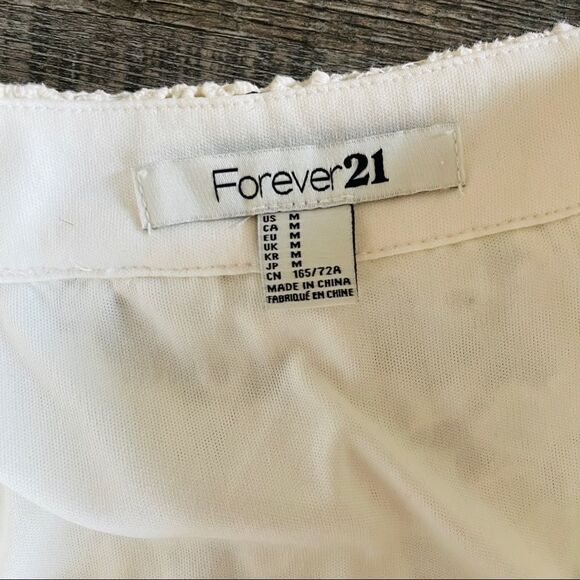 Forever21
US M
CA M
EU M
UK M
KR M
JP M
CN 165/72A
MADE IN CHINA
FABRIQUÉ EN CHINE